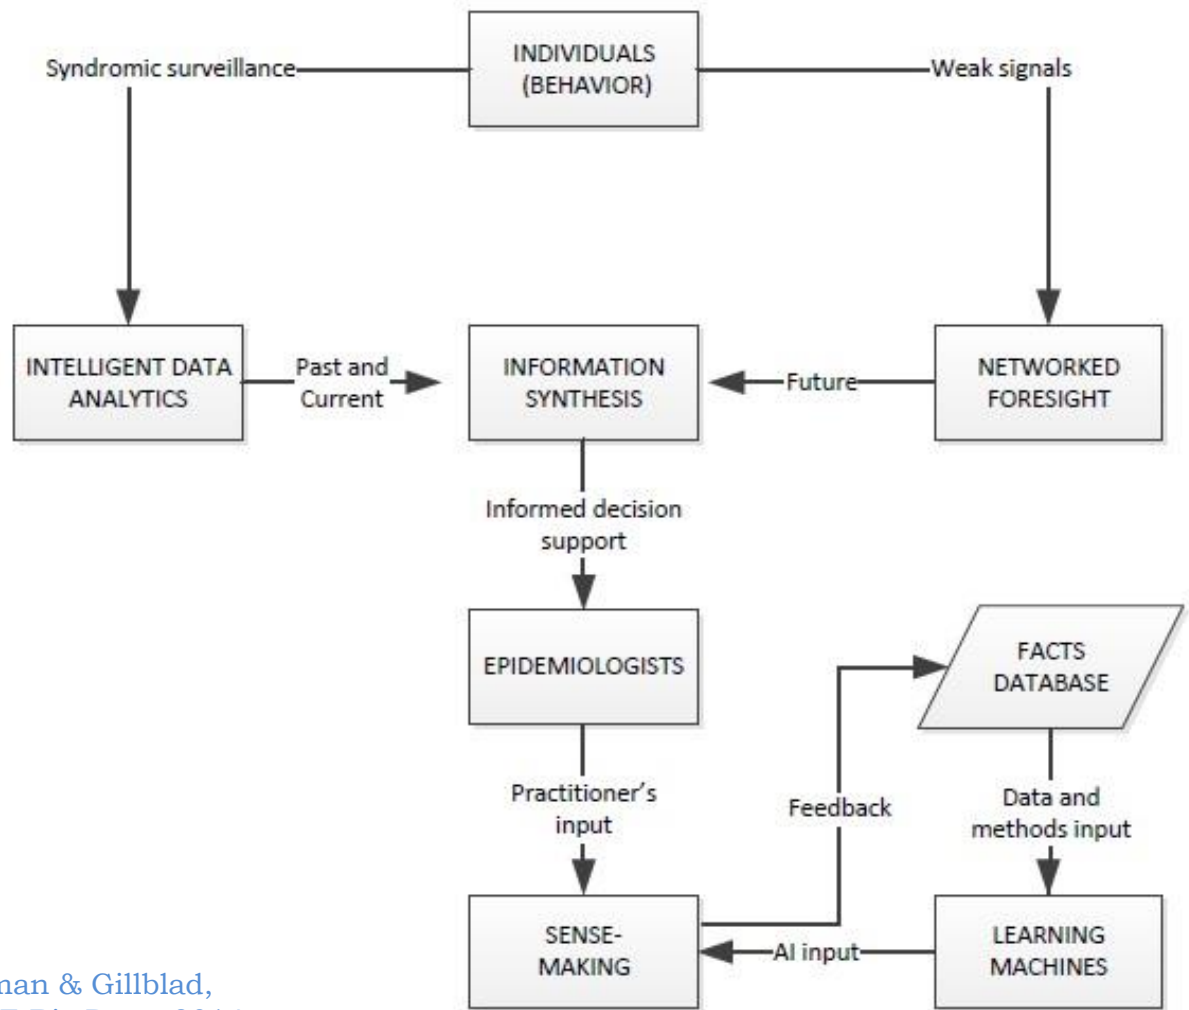 INDIVIDUALS
(BEHAVIOR)
Syndromic surveillance
Weak signals
INTELLIGENT DATA
ANALYTICS
Past and
Current
INFORMATION
SYNTHESIS
Future
NETWORKED
FORESIGHT
Informed decision
support
EPIDEMIOLOGISTS
FACTS
DATABASE
Practitioner's
input
Feedback
Data and
methods input
SENSE-
MAKING
AI input
LEARNING
MACHINES
& Gillblad,